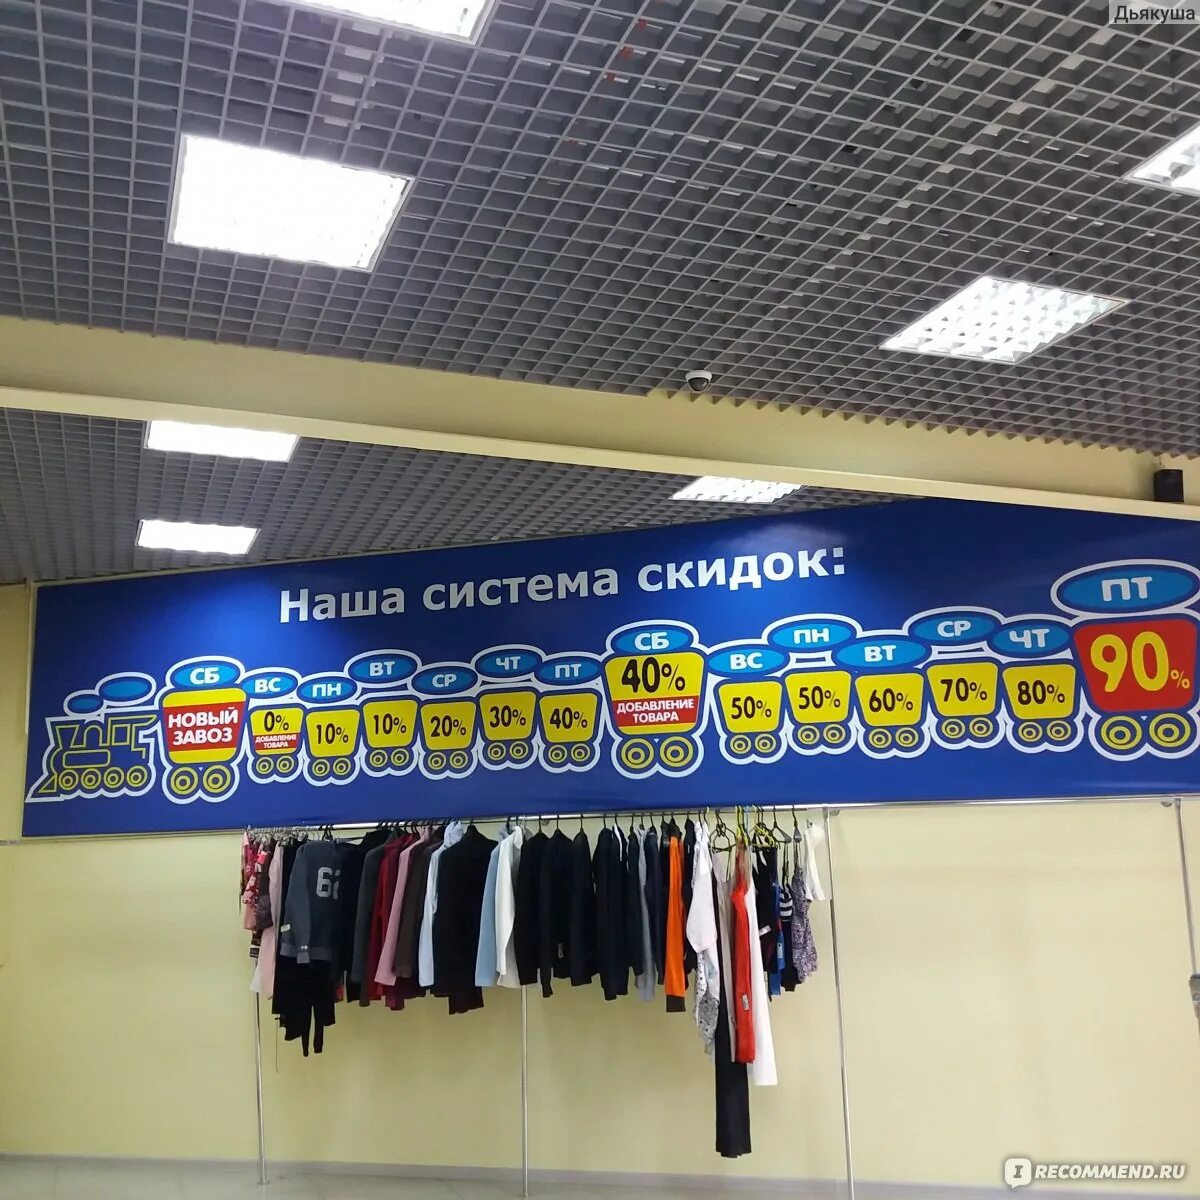 Дьякуша
Наша система скидок:
СБ
НОВЫЙ
ЗАВОЗ
ВС
0%
ДОБАВЛЕНИЕ
ТОВАРА
ПН
10%
ВТ
10%
СР
20%
ЧТ
30%
ПТ
40%
СБ
40%
ДОБАВЛЕНИЕ
ТОВАРА
ВС
50%
ПН
50%
ВТ
60%
СР
70%
ЧТ
80%
ПТ
90%
62
IRECOMMEND.RU